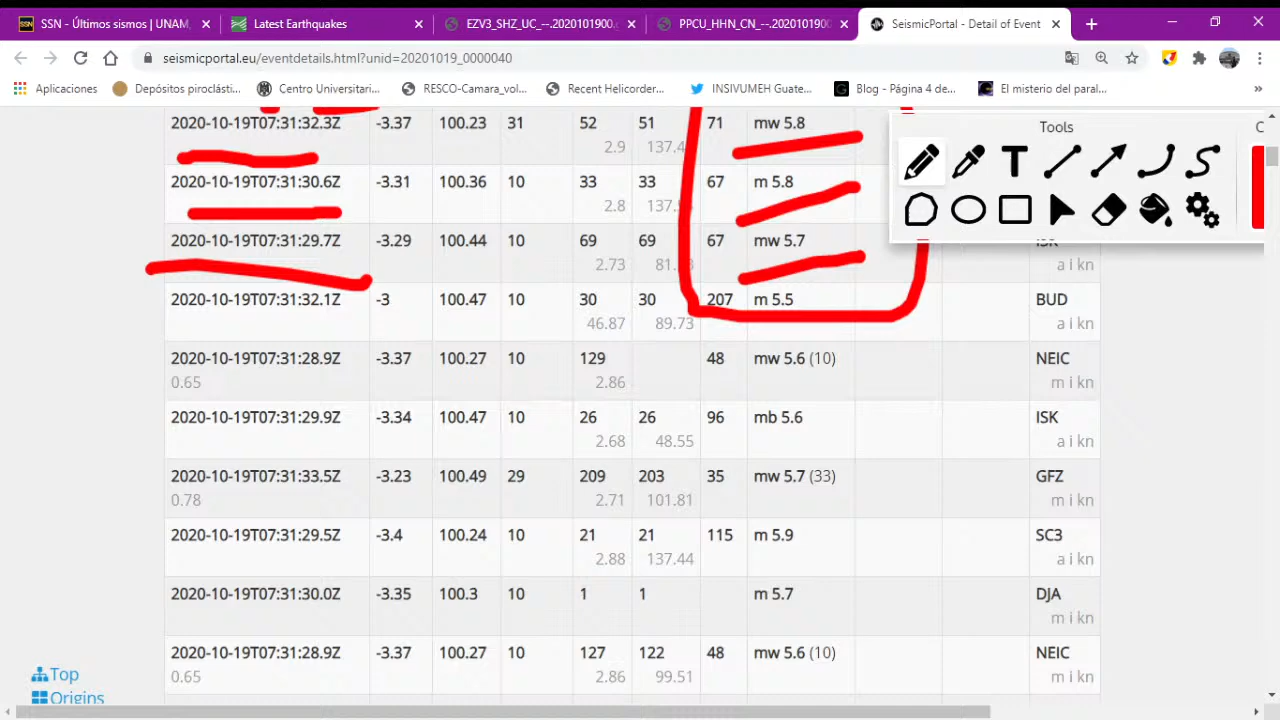 SSN - Últimos sismos | UNAM, Latest Earthquakes EZV3_SHZ_UC_--.2020101900. PPCU_HHN_CN_--.20201019000 SeismicPortal - Detail of Event
seismicportal.eu/eventdetails.html?unid=20201019_0000040
Aplicaciones Depósitos piroclásti... Centro Universitari... RESCO-Camara_vol... Recent Helicorder... INSIVUMEH Guate... Blog - Página 4 de... El misterio del paral... »
Tools C
2020-10-19T07:31:32.3Z -3.37 100.23 31 52 51 71 mw 5.8
2.9 137.4
2020-10-19T07:31:30.6Z -3.31 100.36 10 33 33 67 m 5.8
2.8 137.
2020-10-19T07:31:29.7Z -3.29 100.44 10 69 69 67 mw 5.7 ISK
2.73 81. a i kn
2020-10-19T07:31:32.1Z -3 100.47 10 30 30 207 m 5.5 BUD
46.87 89.73 a i kn
2020-10-19T07:31:28.9Z -3.37 100.27 10 129 48 mw 5.6 (10) NEIC
0.65 2.86 m i kn
2020-10-19T07:31:29.9Z -3.34 100.47 10 26 26 96 mb 5.6 ISK
2.68 48.55 a i kn
2020-10-19T07:31:33.5Z -3.23 100.49 29 209 203 35 mw 5.7 (33) GFZ
0.78 2.71 101.81 m i kn
2020-10-19T07:31:29.5Z -3.4 100.24 10 21 21 115 m 5.9 SC3
2.88 137.44 a i kn
2020-10-19T07:31:30.0Z -3.35 100.3 10 1 1 m 5.7 DJA
m i kn
2020-10-19T07:31:28.9Z -3.37 100.27 10 127 122 48 mw 5.6 (10) NEIC
0.65 2.86 99.51 m i kn
Top
Origins